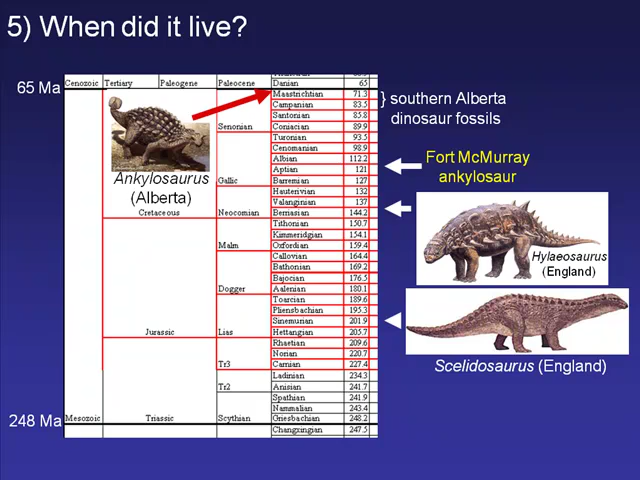 5) When did it live?
65 Ma
Cenozoic Tertiary Paleogene Paleocene Danian 65
Maastrichtian 71.3
Campanian 83.5
Santonian 85.8
Senonian Coniacian 89.9
Turonian 93.5
Cenomanian 98.9
Albian 112.2
Aptian 121
Gallic Barremian 127
Hauterivian 132
Valanginian 137
Cretaceous Neocomian Berriasian 144.2
Tithonian 150.7
Kimmeridgian 154.1
Malm Oxfordian 159.4
Callovian 164.4
Bathonian 169.2
Bajocian 176.5
Dogger Aalenian 180.1
Toarcian 189.6
Pliensbachian 195.3
Sinemurian 201.9
Jurassic Lias Hettangian 205.7
Rhaetian 209.6
Norian 220.7
Tr3 Carnian 227.4
Ladinian 234.3
Tr2 Anisian 241.7
Spathian 241.9
Nammalian 243.4
248 Ma Mesozoic Triassic Scythian Griesbachian 248.2
Changxingian 247.5
Ankylosaurus
(Alberta)
} southern Alberta
dinosaur fossils
Fort McMurray
ankylosaur
Hylaeosaurus
(England)
Scelidosaurus (England)